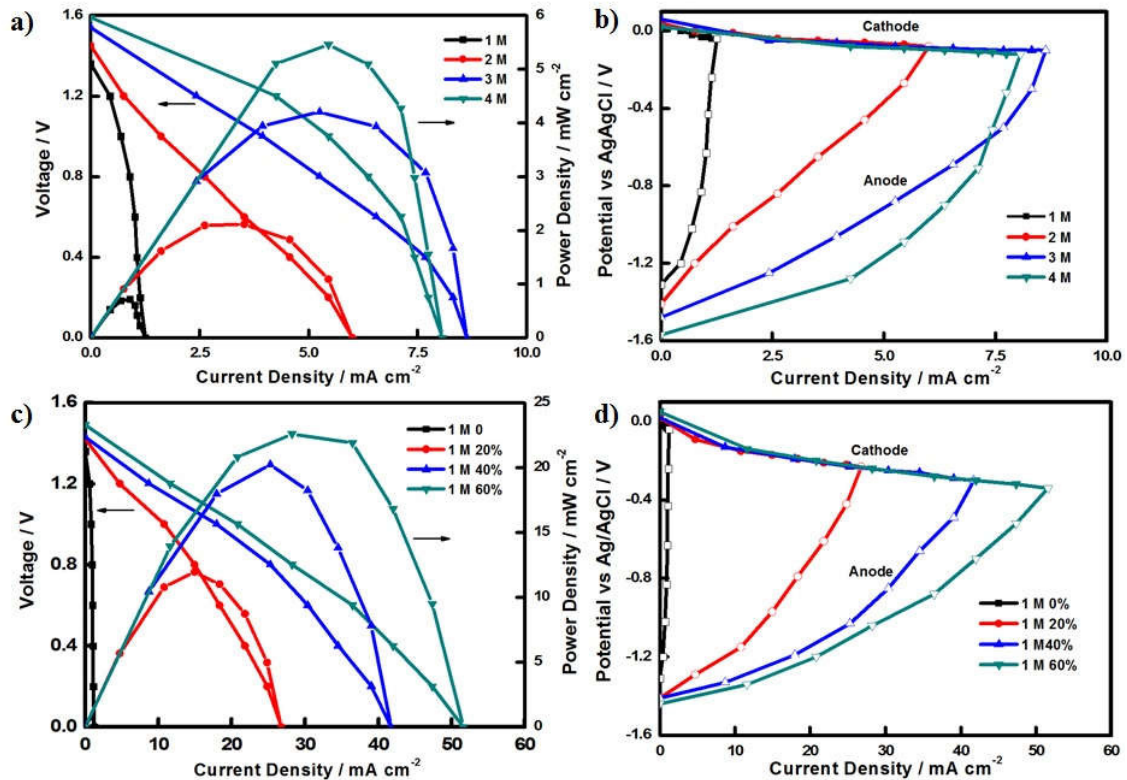 a)
1.6
1.2
0.8
0.4
0.0
Voltage / V
0.0 2.5 5.0 7.5 10.0
Current Density / mA cm-2
6
5
4
3
2
1
0
Power Density / mW cm-2
1 M
2 M
3 M
4 M
b)
0.0
-0.4
-0.8
-1.2
-1.6
Potential vs AgAgCl / V
0.0 2.5 5.0 7.5 10.0
Current Density / mA cm-2
Cathode
Anode
1 M
2 M
3 M
4 M
c)
1.6
1.2
0.8
0.4
0.0
Voltage / V
0 10 20 30 40 50 60
Current Density / mA cm-2
25
20
15
10
5
0
Power Density / mW cm-2
1 M 0
1 M 20%
1 M 40%
1 M 60%
d)
0.0
-0.4
-0.8
-1.2
-1.6
Potential vs Ag/AgCl / V
0 10 20 30 40 50 60
Current Density / mA cm-2
Cathode
Anode
1 M 0%
1 M 20%
1 M40%
1 M 60%